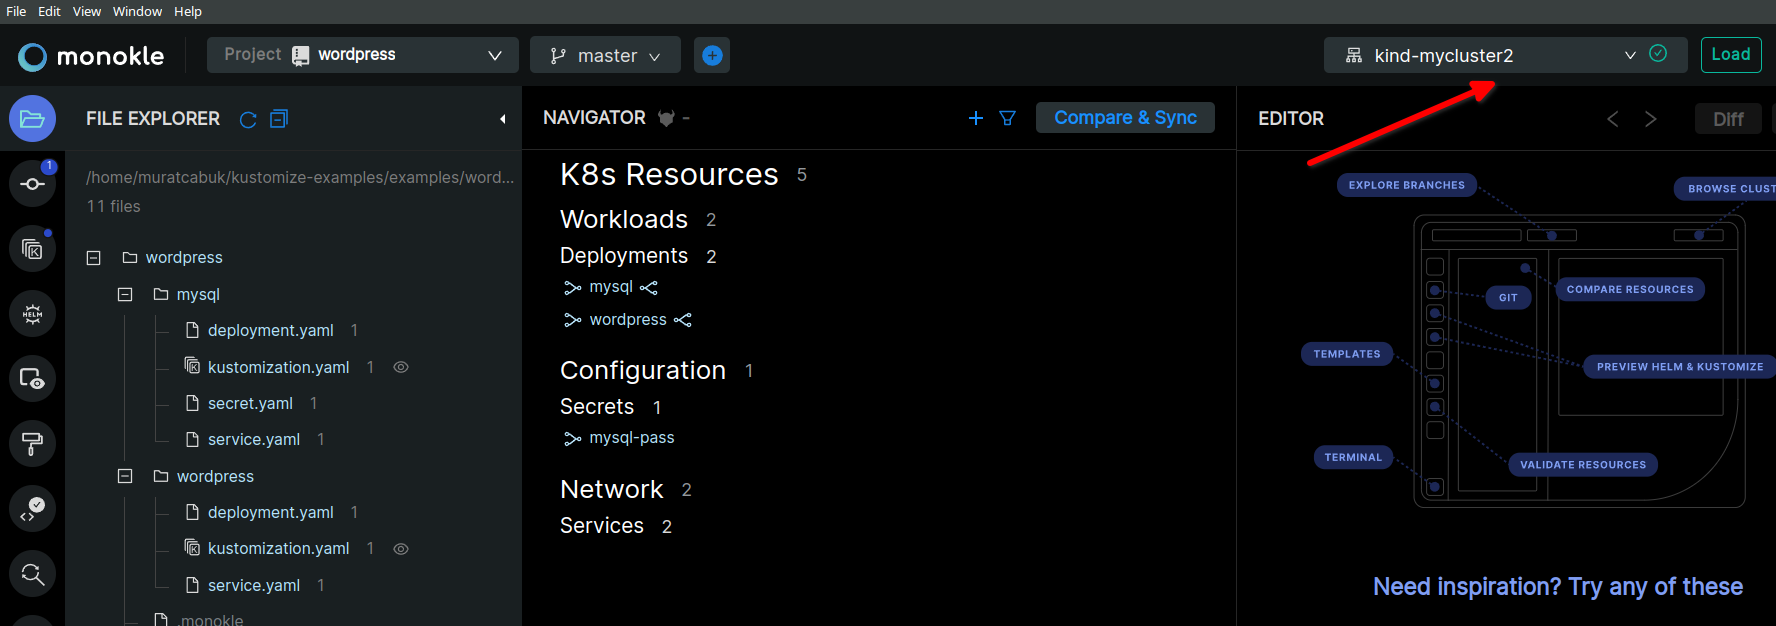 File Edit View Window Help
monokle
Project wordpress
master
kind-mycluster2
Load
FILE EXPLORER
/home/muratcabuk/kustomize-examples/examples/word...
11 files
wordpress
mysql
deployment.yaml 1
kustomization.yaml 1
secret.yaml 1
service.yaml 1
wordpress
deployment.yaml 1
kustomization.yaml 1
service.yaml 1
.monokle
1
HELM
NAVIGATOR -
Compare & Sync
K8s Resources 5
Workloads 2
Deployments 2
mysql
wordpress
Configuration 1
Secrets 1
mysql-pass
Network 2
Services 2
EDITOR
Diff
EXPLORE BRANCHES
BROWSE CLUST
GIT
COMPARE RESOURCES
TEMPLATES
PREVIEW HELM & KUSTOMIZE
TERMINAL
VALIDATE RESOURCES
Need inspiration? Try any of these